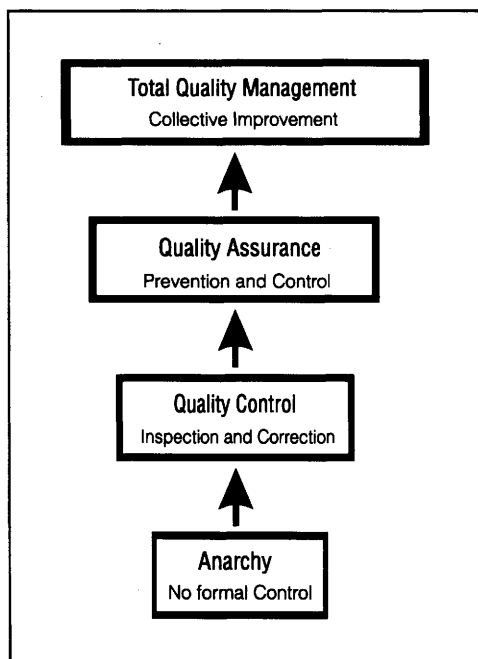 Total Quality Management
Collective Improvement
Quality Assurance
Prevention and Control
Quality Control
Inspection and Correction
Anarchy
No formal Control